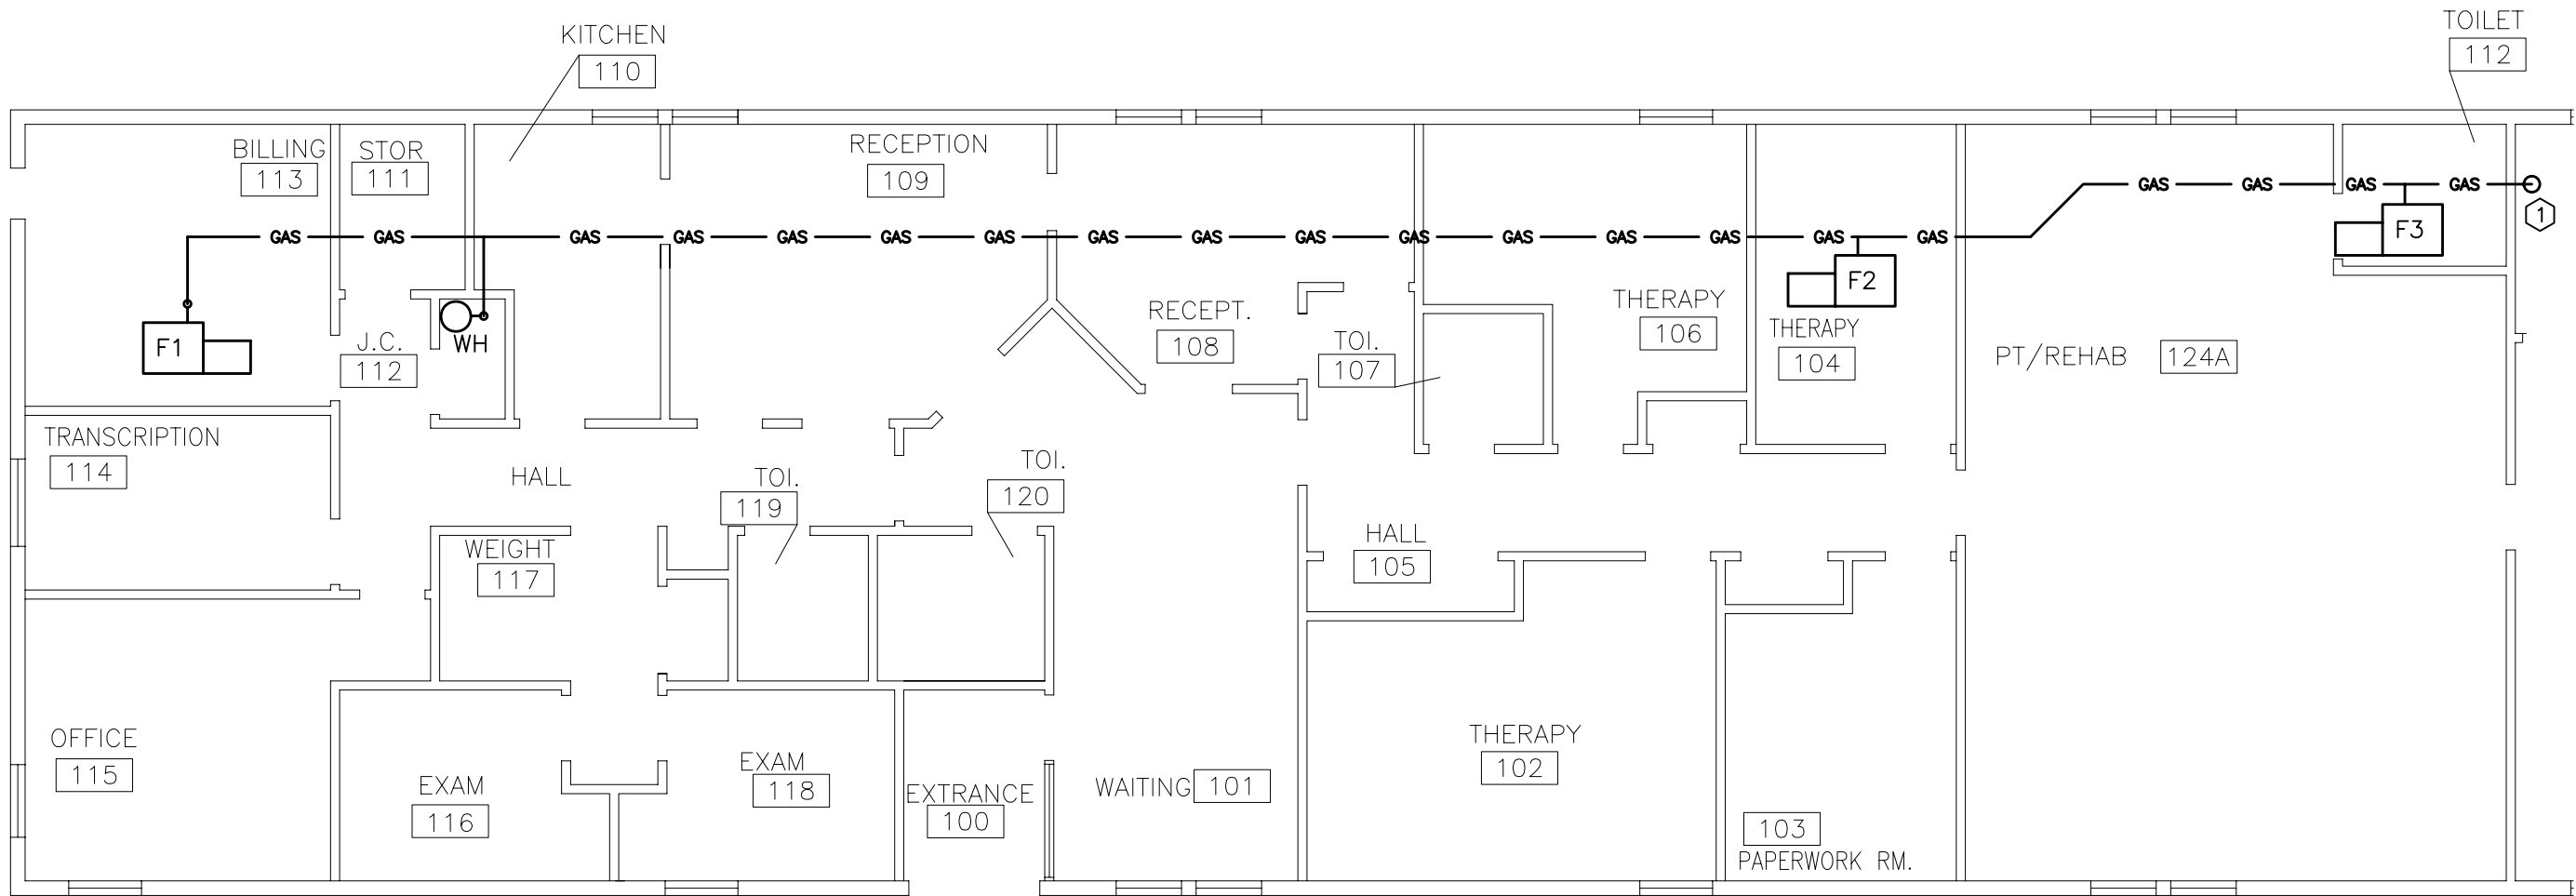 KITCHEN
110
TOILET
112
BILLING
113
STOR
111
RECEPTION
109
GAS GAS GAS GAS
GAS GAS GAS GAS GAS GAS GAS GAS GAS GAS GAS GAS GAS GAS GAS GAS
1
F3
F2
F1
WH
J.C.
112
RECEPT.
108
TOI.
107
THERAPY
106
THERAPY
104
PT/REHAB 124A
TRANSCRIPTION
114
HALL
TOI.
119
TOI.
120
WEIGHT
117
HALL
105
OFFICE
115
EXAM
116
EXAM
118
EXTRANCE
100
WAITING 101
THERAPY
102
103
PAPERWORK RM.